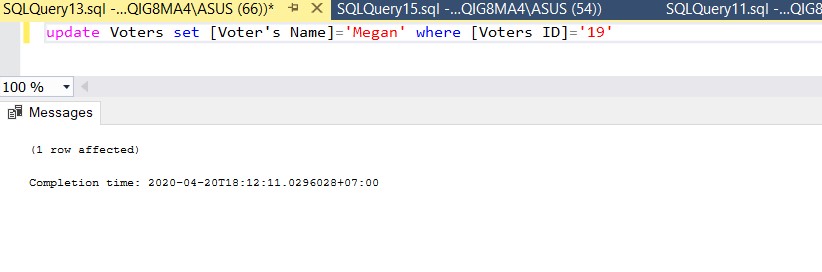 SQLQuery13.sql -...QIG8MA4\ASUS (66))* SQLQuery15.sql -...QIG8MA4\ASUS (54)) SQLQuery11.sql -...QIG8
update Voters set [Voter's Name]='Megan' where [Voters ID]='19'
100 %
Messages
(1 row affected)
Completion time: 2020-04-20T18:12:11.0296028+07:00